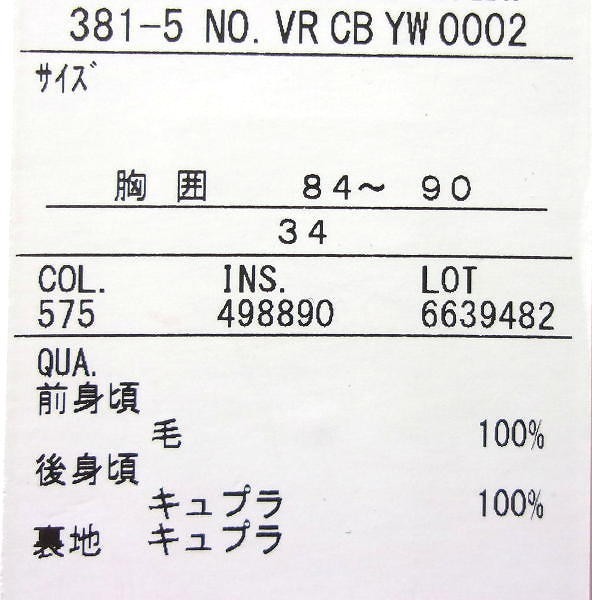 381-5 NO. VR CB YW 0002
サイズ
胸 囲 84～ 90
34
COL. INS. LOT
575 498890 6639482
QUA.
前身頃
毛 100%
後身頃
キュプラ 100%
裏地 キュプラ